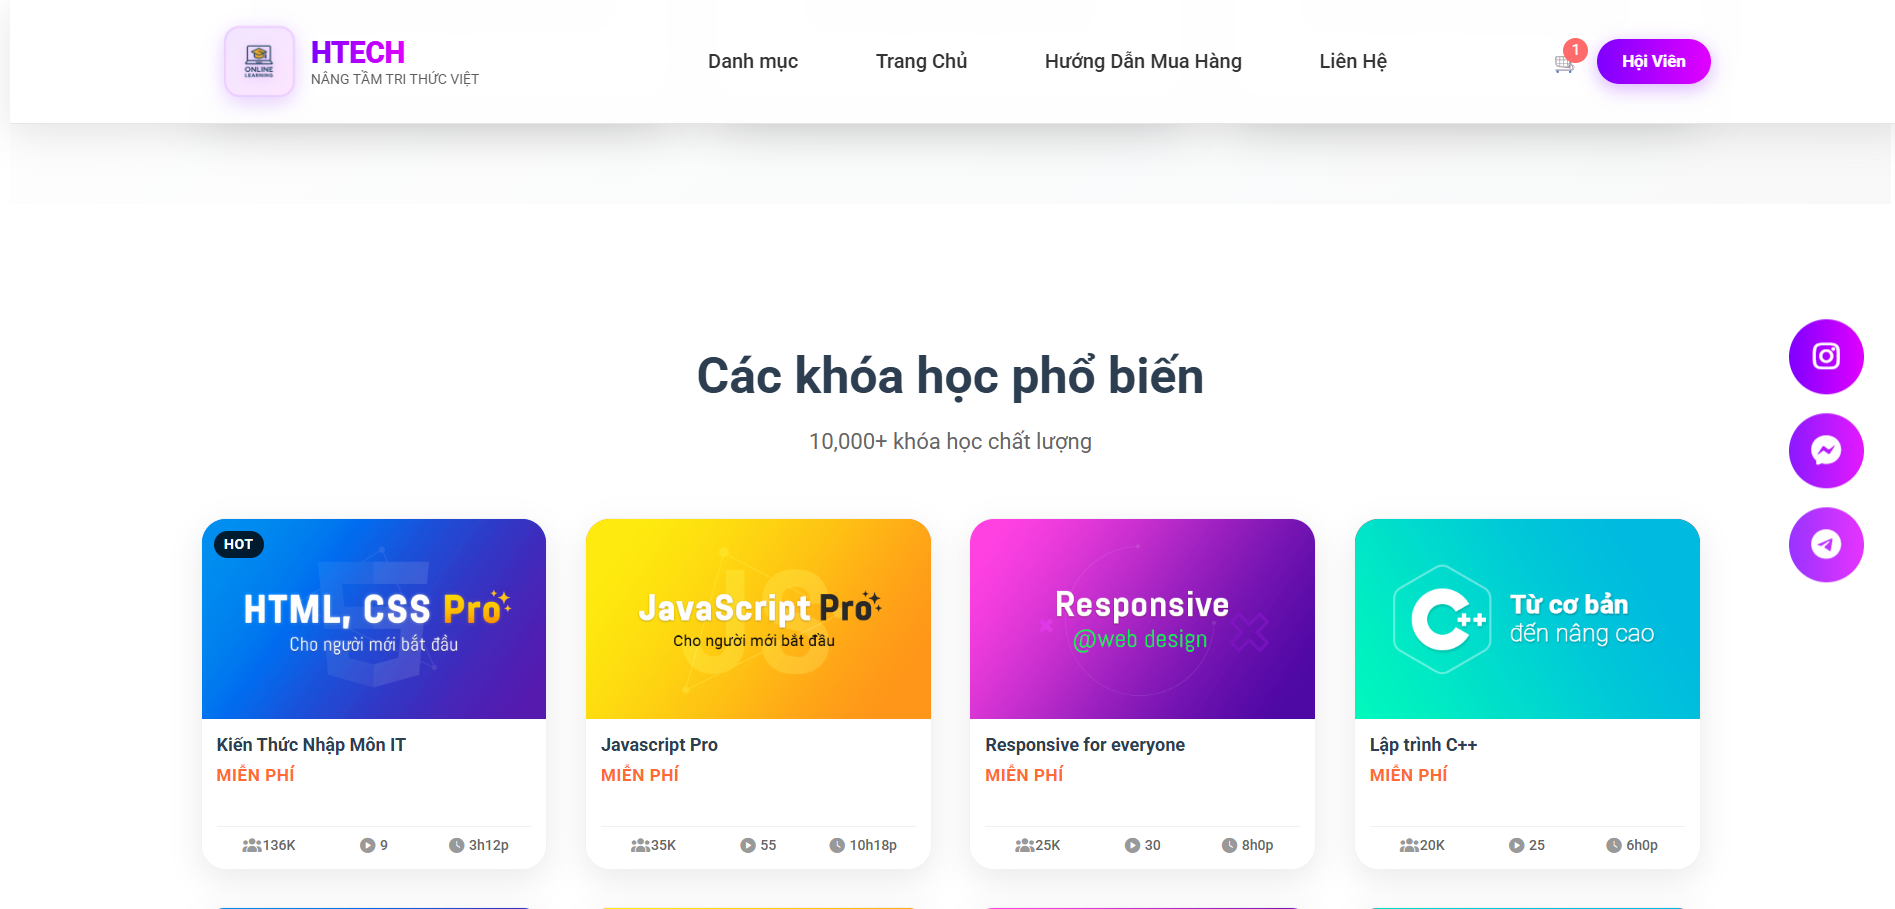 ONLINE
LEARNING
HTECH
NÂNG TẦM TRI THỨC VIỆT
Danh mục
Trang Chủ
Hướng Dẫn Mua Hàng
Liên Hệ
1
Hội Viên
Các khóa học phổ biến
10,000+ khóa học chất lượng
HOT
HTML, CSS Pro
Cho người mới bắt đầu
Kiến Thức Nhập Môn IT
MIỄN PHÍ
136K
9
3h12p
JS
JavaScript Pro
Cho người mới bắt đầu
Javascript Pro
MIỄN PHÍ
35K
55
10h18p
Responsive
@web design
Responsive for everyone
MIỄN PHÍ
25K
30
8h0p
C++
Từ cơ bản
đến nâng cao
Lập trình C++
MIỄN PHÍ
20K
25
6h0p